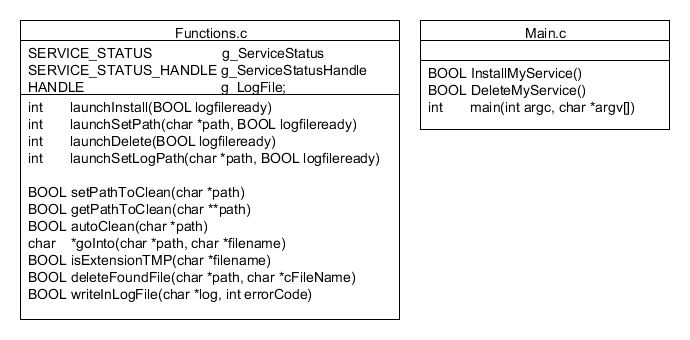 Functions.c
SERVICE_STATUS g_ServiceStatus
SERVICE_STATUS_HANDLE g_ServiceStatusHandle
HANDLE g_LogFile;
int launchInstall(BOOL logfileready)
int launchSetPath(char *path, BOOL logfileready)
int launchDelete(BOOL logfileready)
int launchSetLogPath(char *path, BOOL logfileready)
BOOL setPathToClean(char *path)
BOOL getPathToClean(char **path)
BOOL autoClean(char *path)
char *goInto(char *path, char *filename)
BOOL isExtensionTMP(char *filename)
BOOL deleteFoundFile(char *path, char *cFileName)
BOOL writeInLogFile(char *log, int errorCode)
Main.c
BOOL InstallMyService()
BOOL DeleteMyService()
int main(int argc, char *argv[])